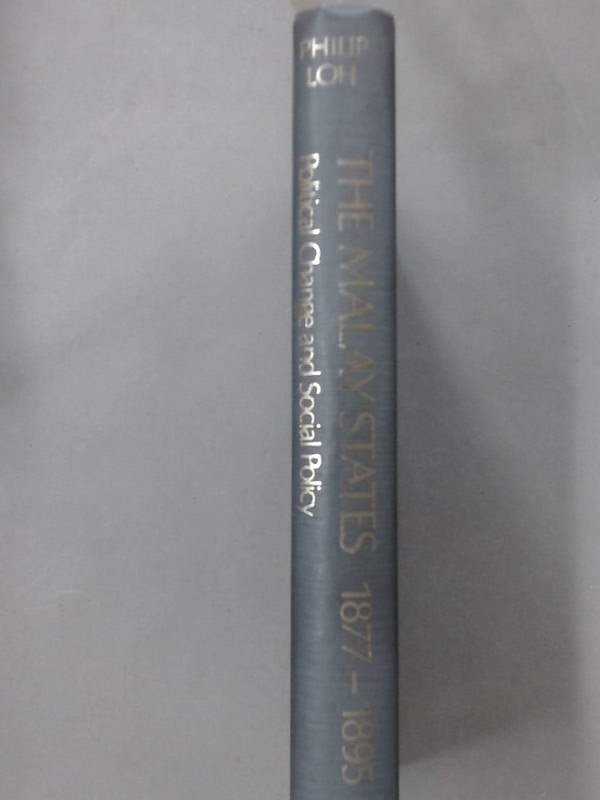 PHILIP
LOH
THE MALAY STATES 1877 - 1895
Political Change and Social Policy